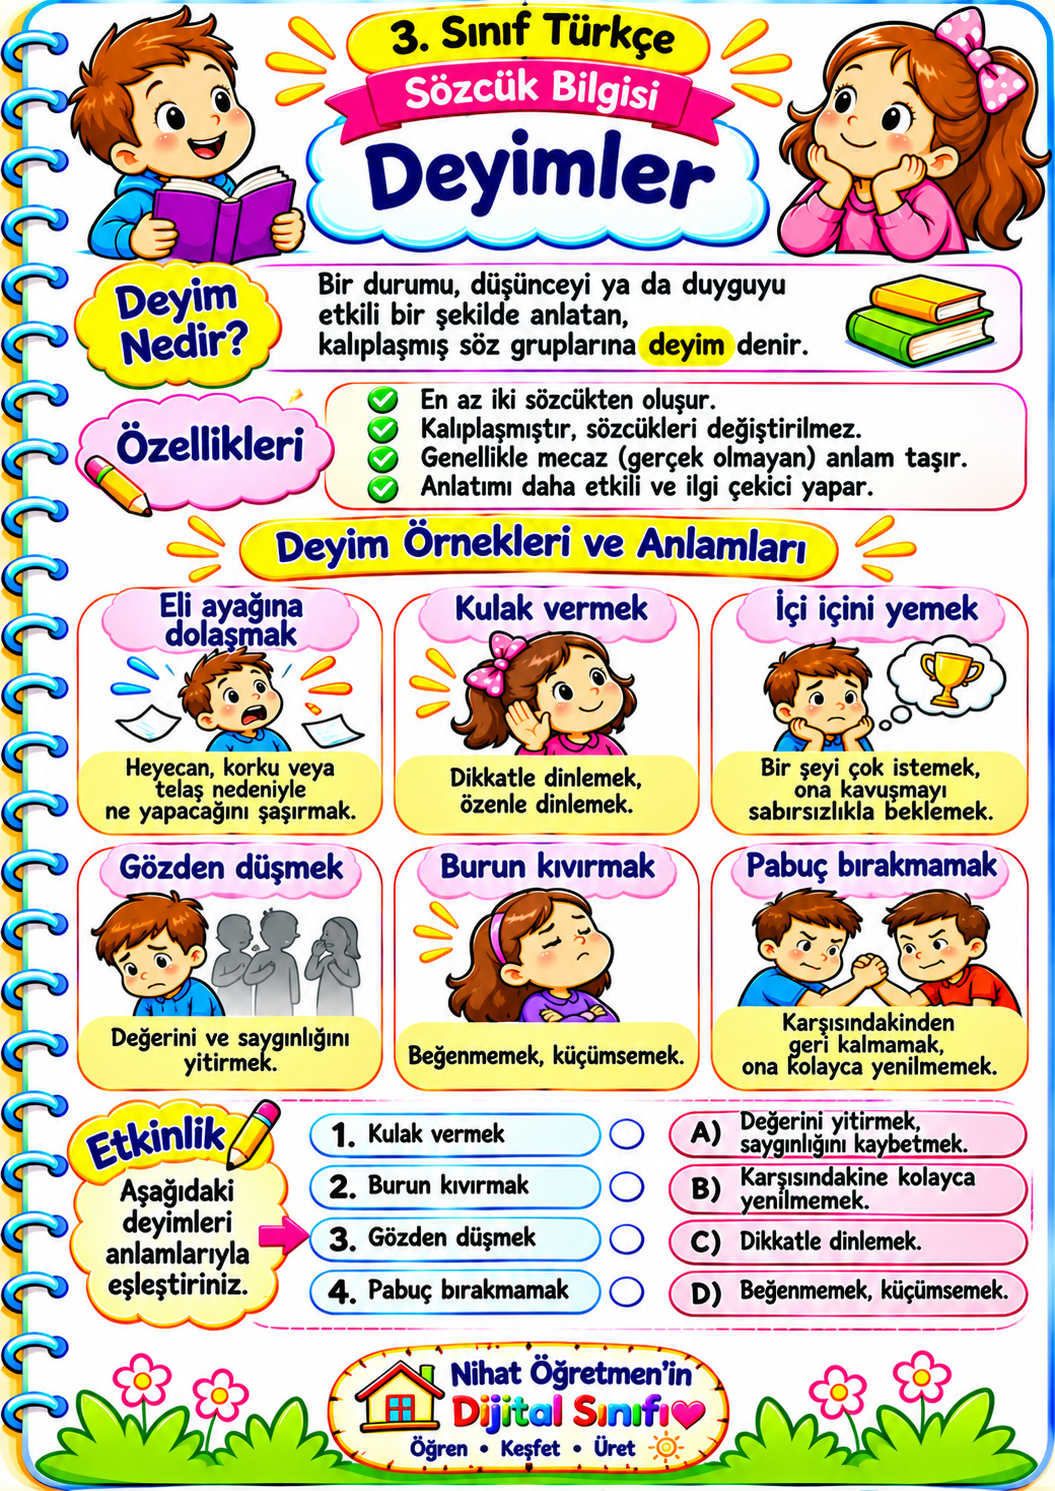 3. Sınıf Türkçe
Sözcük Bilgisi
Deyimler
Deyim
Nedir?
Bir durumu, düşünceyi ya da duyguyu
etkili bir şekilde anlatan,
kalıplaşmış söz gruplarına deyim denir.
Özellikleri
En az iki sözcükten oluşur.
Kalıplaşmıştır, sözcükleri değiştirilmez.
Genellikle mecaz (gerçek olmayan) anlam taşır.
Anlatımı daha etkili ve ilgi çekici yapar.
Deyim Örnekleri ve Anlamları
Eli ayağına
dolaşmak
Heyecan, korku veya
telaş nedeniyle
ne yapacağını şaşırmak.
Kulak vermek
Dikkatle dinlemek,
özenle dinlemek.
İçi içini yemek
Bir şeyi çok istemek,
ona kavuşmayı
sabırsızlıkla beklemek.
Gözden düşmek
Değerini ve saygınlığını
yitirmek.
Burun kıvırmak
Beğenmemek, küçümsemek.
Pabuç bırakmamak
Karşısındakinden
geri kalmamak,
ona kolayca yenilmemek.
Etkinlik
Aşağıdaki
deyimleri
anlamlarıyla
eşleştiriniz.
1. Kulak vermek
2. Burun kıvırmak
3. Gözden düşmek
4. Pabuç bırakmamak
A) Değerini yitirmek,
saygınlığını kaybetmek.
B) Karşısındakine kolayca
yenilmemek.
C) Dikkatle dinlemek.
D) Beğenmemek, küçümsemek.
Nihat Öğretmen'in
Dijital Sınıfı
Öğren • Keşfet • Üret